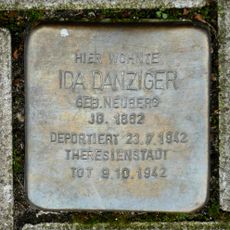 HIER WOHNTE
IDA DANZIGER
GEB. NEUBERG
JG. 1862
DEPORTIERT 23.7.1942
THERESIENSTADT
TOT 9.10.1942